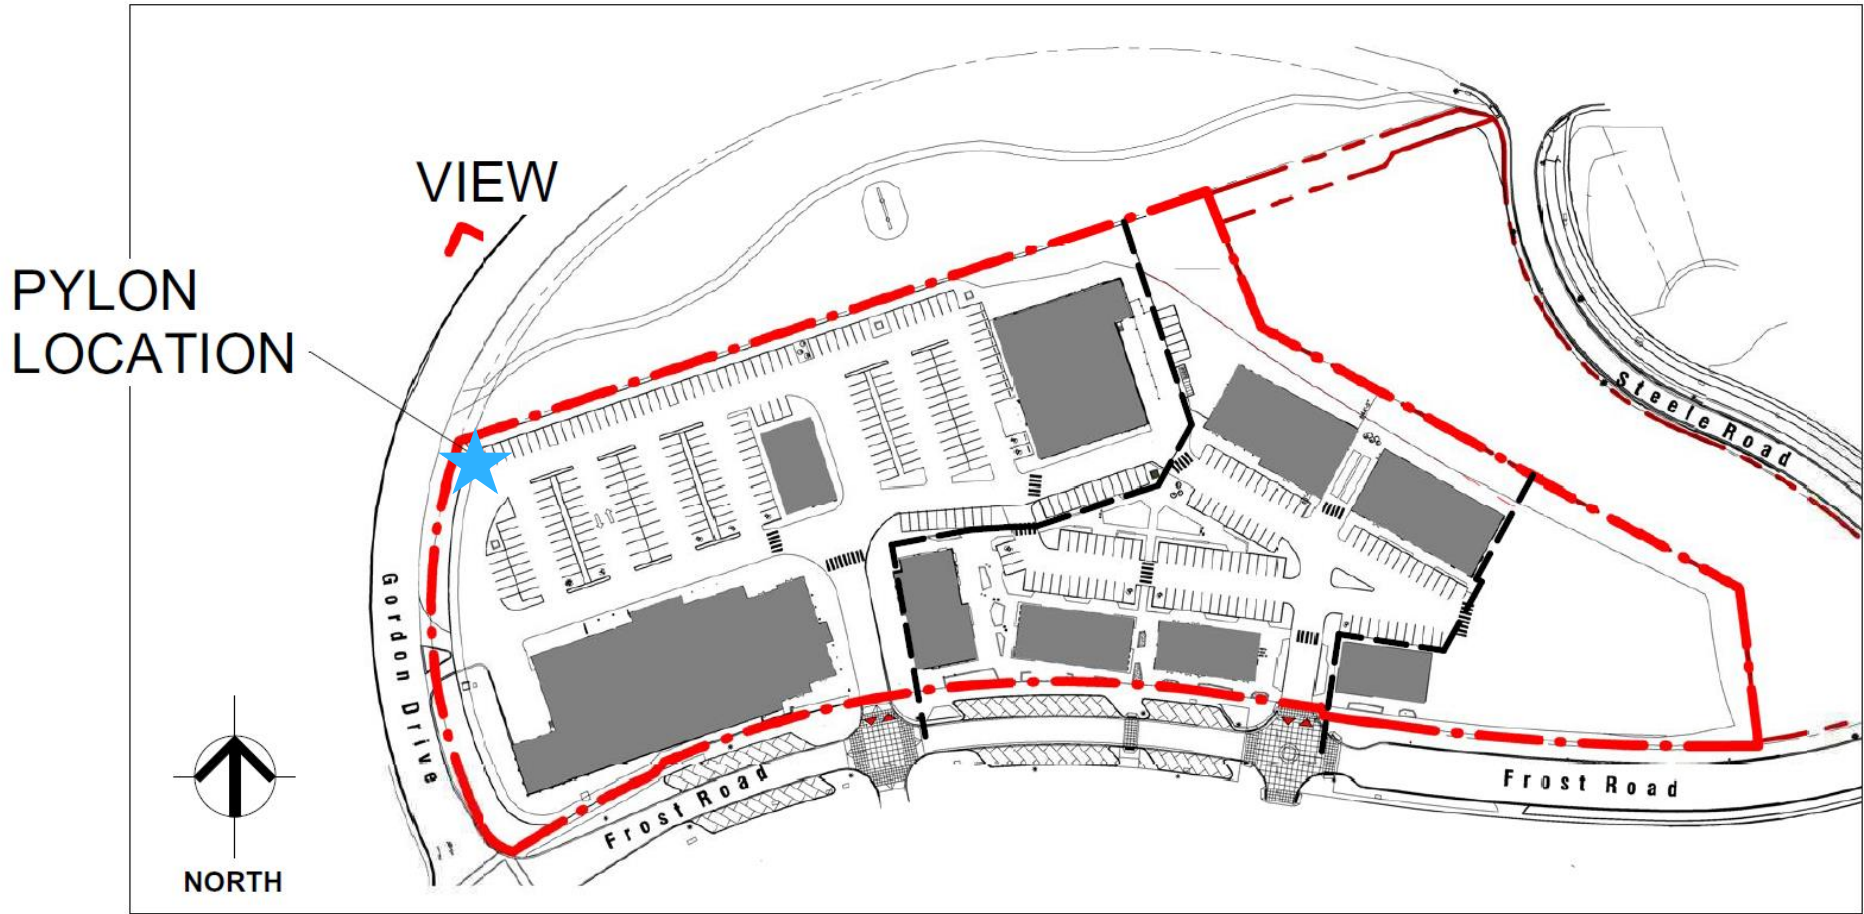 VIEW
PYLON
LOCATION
Steele Road
Gordon Drive
Frost Road
Frost Road
NORTH